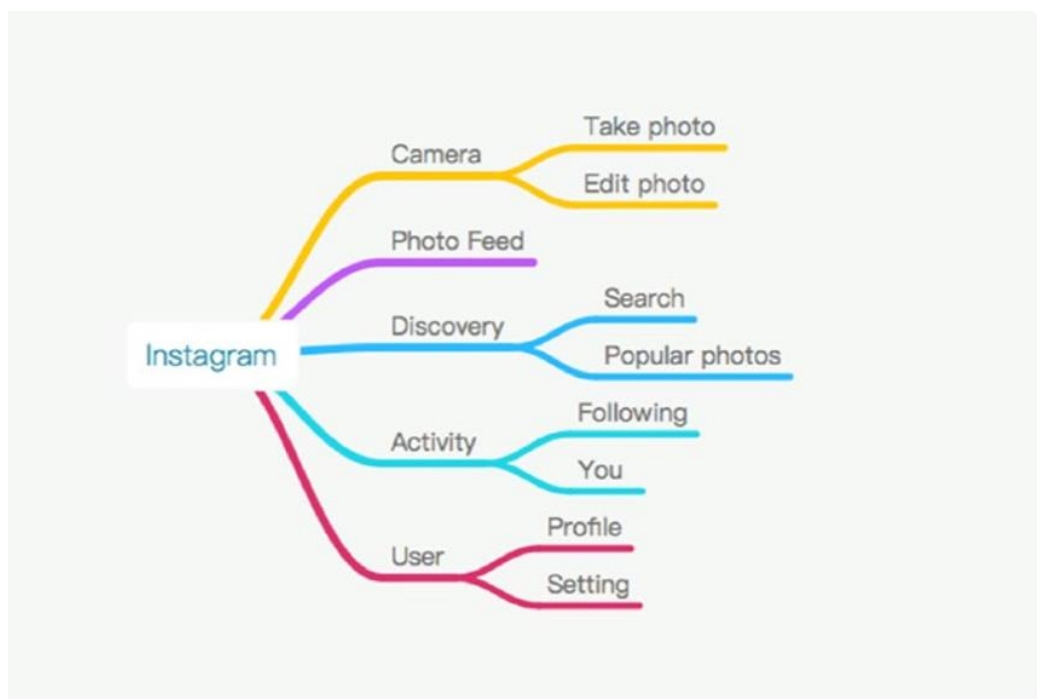 Instagram
Camera
Take photo
Edit photo
Photo Feed
Discovery
Search
Popular photos
Activity
Following
You
User
Profile
Setting